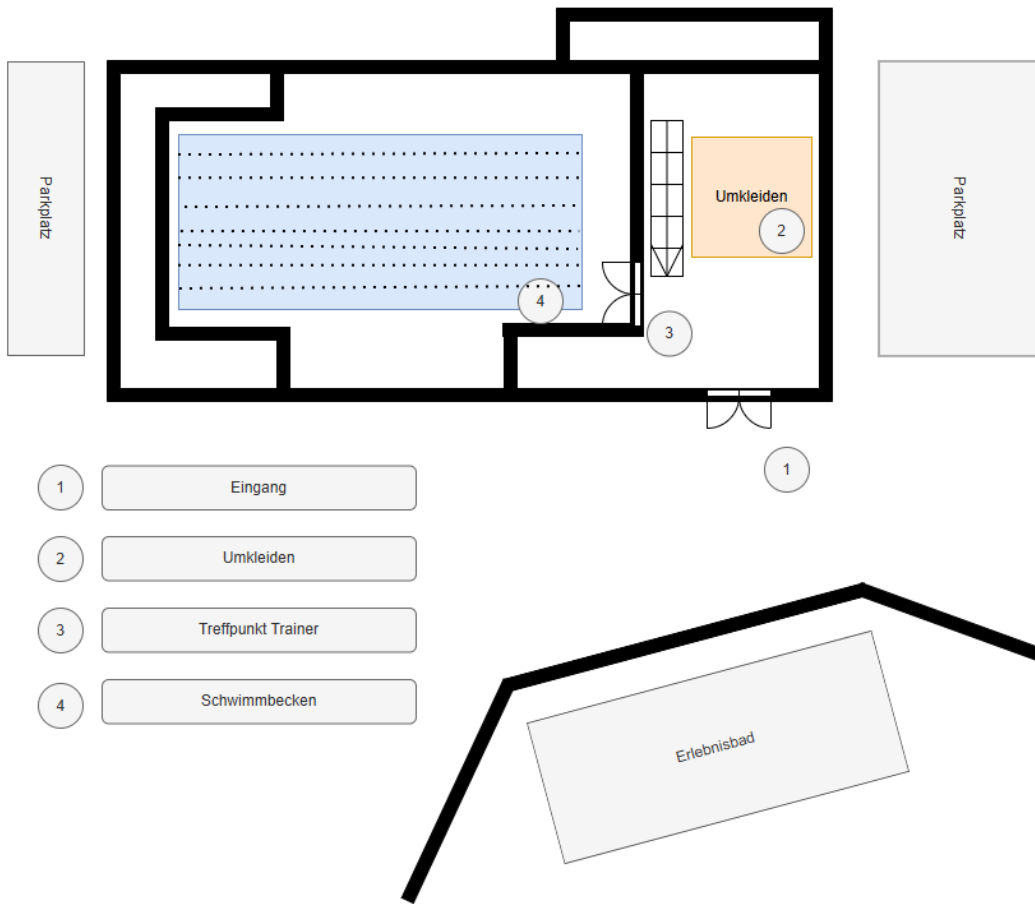 Parkplatz
Umkleiden
2
Parkplatz
4
3
1
1 Eingang
2 Umkleiden
3 Treffpunkt Trainer
4 Schwimmbecken
Erlebnisbad